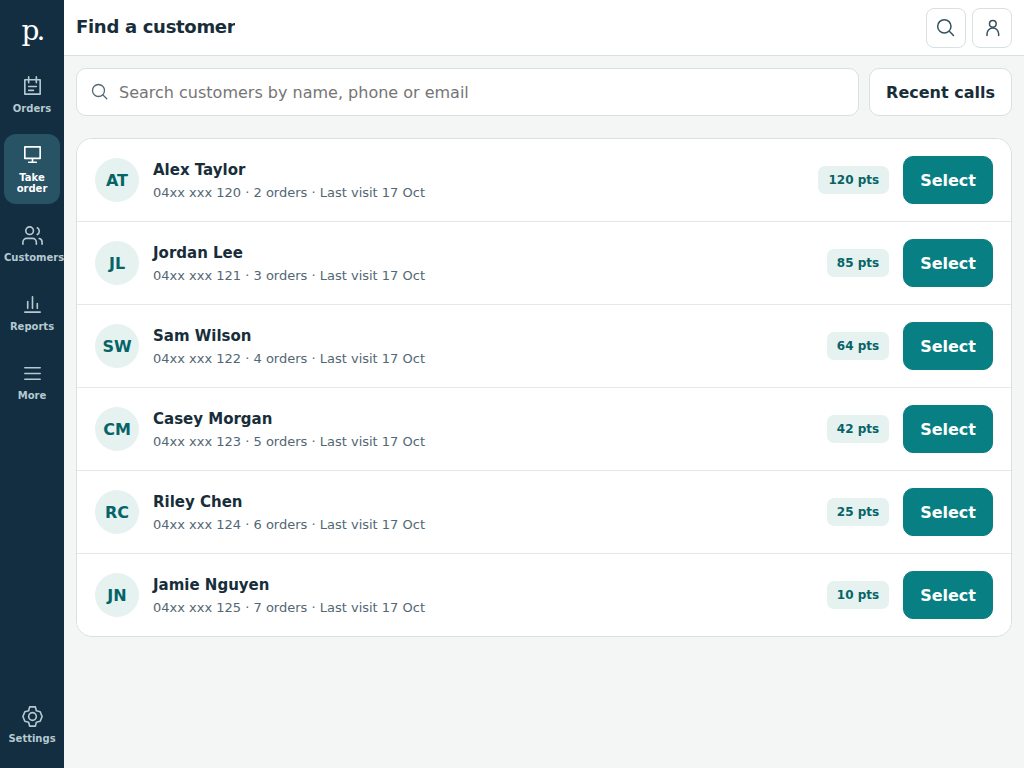 p.
Find a customer
Orders
Take
order
Customers
Reports
More
Settings
Search customers by name, phone or email
Recent calls
AT
Alex Taylor
04xx xxx 120 · 2 orders · Last visit 17 Oct
120 pts
Select
JL
Jordan Lee
04xx xxx 121 · 3 orders · Last visit 17 Oct
85 pts
Select
SW
Sam Wilson
04xx xxx 122 · 4 orders · Last visit 17 Oct
64 pts
Select
CM
Casey Morgan
04xx xxx 123 · 5 orders · Last visit 17 Oct
42 pts
Select
RC
Riley Chen
04xx xxx 124 · 6 orders · Last visit 17 Oct
25 pts
Select
JN
Jamie Nguyen
04xx xxx 125 · 7 orders · Last visit 17 Oct
10 pts
Select